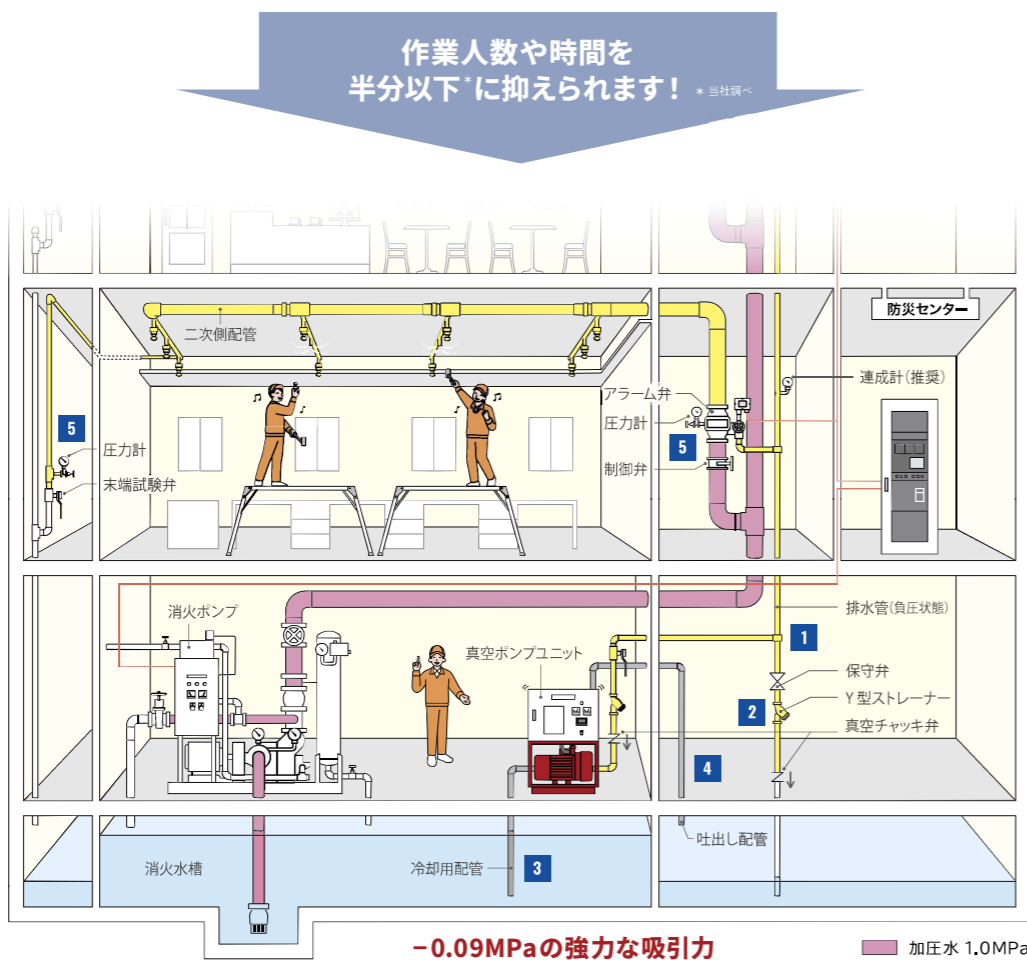 作業人数や時間を
半分以下*に抑えられます！ *当社調べ
防災センター
二次側配管
連成計（推奨）
アラーム弁
圧力計
5
5
圧力計
制御弁
末端試験弁
消火ポンプ
排水管（負圧状態）
1
真空ポンプユニット
保守弁
2
Y型ストレーナー
真空チャッキ弁
4
吐出し配管
消火水槽
冷却用配管
3
−0.09MPaの強力な吸引力
加圧水 1.0MPa